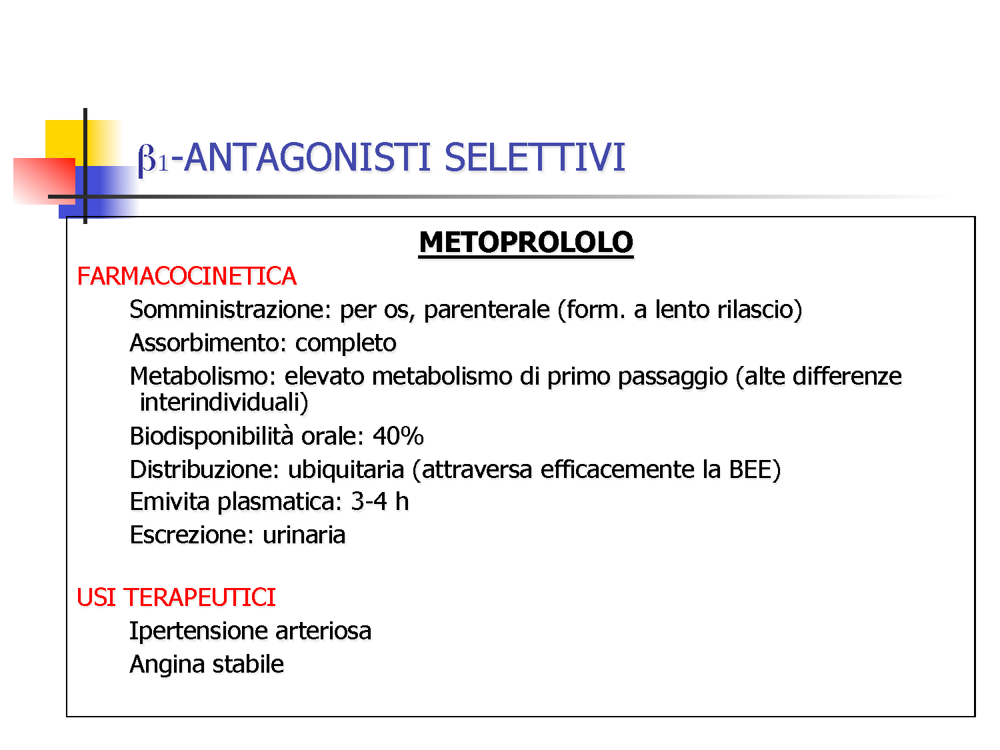 β1-ANTAGONISTI SELETTIVI
METOPROLOLO
FARMACOCINETICA
Somministrazione: per os, parenterale (form. a lento rilascio)
Assorbimento: completo
Metabolismo: elevato metabolismo di primo passaggio (alte differenze
interindividuali)
Biodisponibilità orale: 40%
Distribuzione: ubiquitaria (attraversa efficacemente la BEE)
Emivita plasmatica: 3-4 h
Escrezione: urinaria
USI TERAPEUTICI
Ipertensione arteriosa
Angina stabile